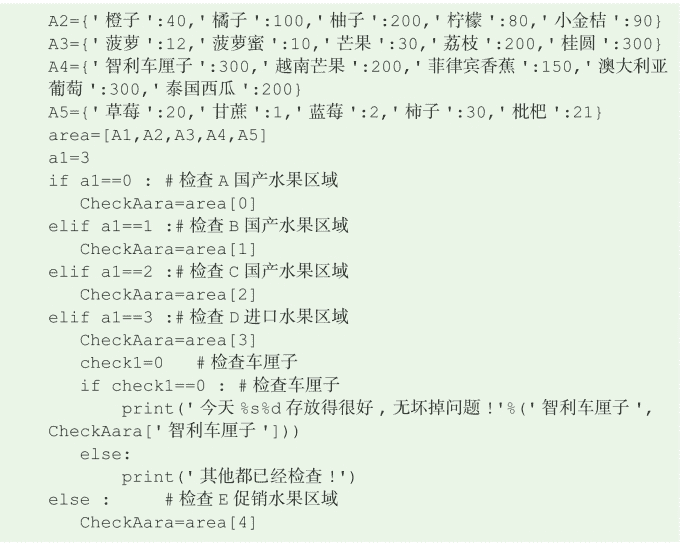 A2={'橙子':40,'橘子':100,'柚子':200,'柠檬':80,'小金桔':90}
A3={'菠萝':12,'菠萝蜜':10,'芒果':30,'荔枝':200,'桂圆':300}
A4={'智利车厘子':300,'越南芒果':200,'菲律宾香蕉':150,'澳大利亚
葡萄':300,'泰国西瓜':200}
A5={'草莓':20,'甘蔗':1,'蓝莓':2,'柿子':30,'枇杷':21}
area=[A1,A2,A3,A4,A5]
a1=3
if a1==0 : #检查A国产水果区域
   CheckAara=area[0]
elif a1==1 :#检查B国产水果区域
   CheckAara=area[1]
elif a1==2 :#检查C国产水果区域
   CheckAara=area[2]
elif a1==3 :#检查D进口水果区域
   CheckAara=area[3]
   check1=0   #检查车厘子
   if check1==0 : #检查车厘子
       print('今天%s%d存放得很好,无坏掉问题!'%('智利车厘子',
CheckAara['智利车厘子']))
   else:
       print('其他都已经检查!')
else :     #检查E促销水果区域
   CheckAara=area[4]